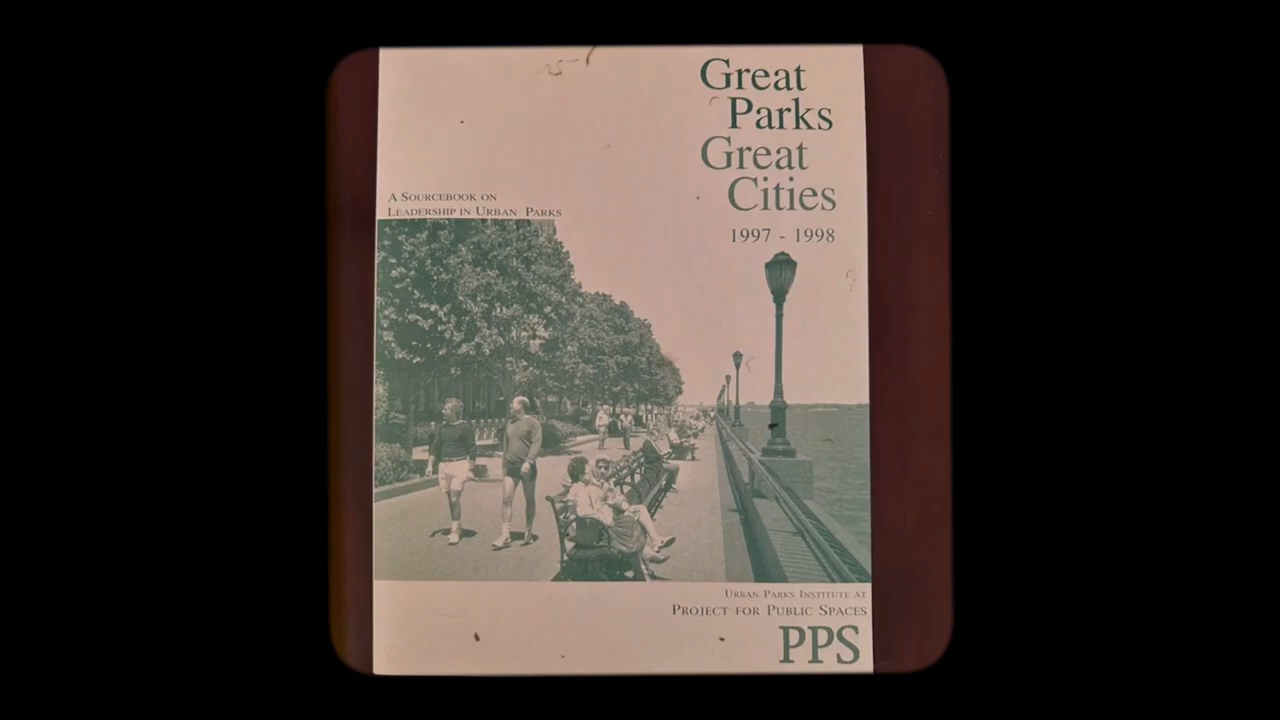 Great
Parks
Great
Cities
1997 - 1998
A Sourcebook on
Leadership in Urban Parks
Urban Parks Institute at
Project for Public Spaces
PPS